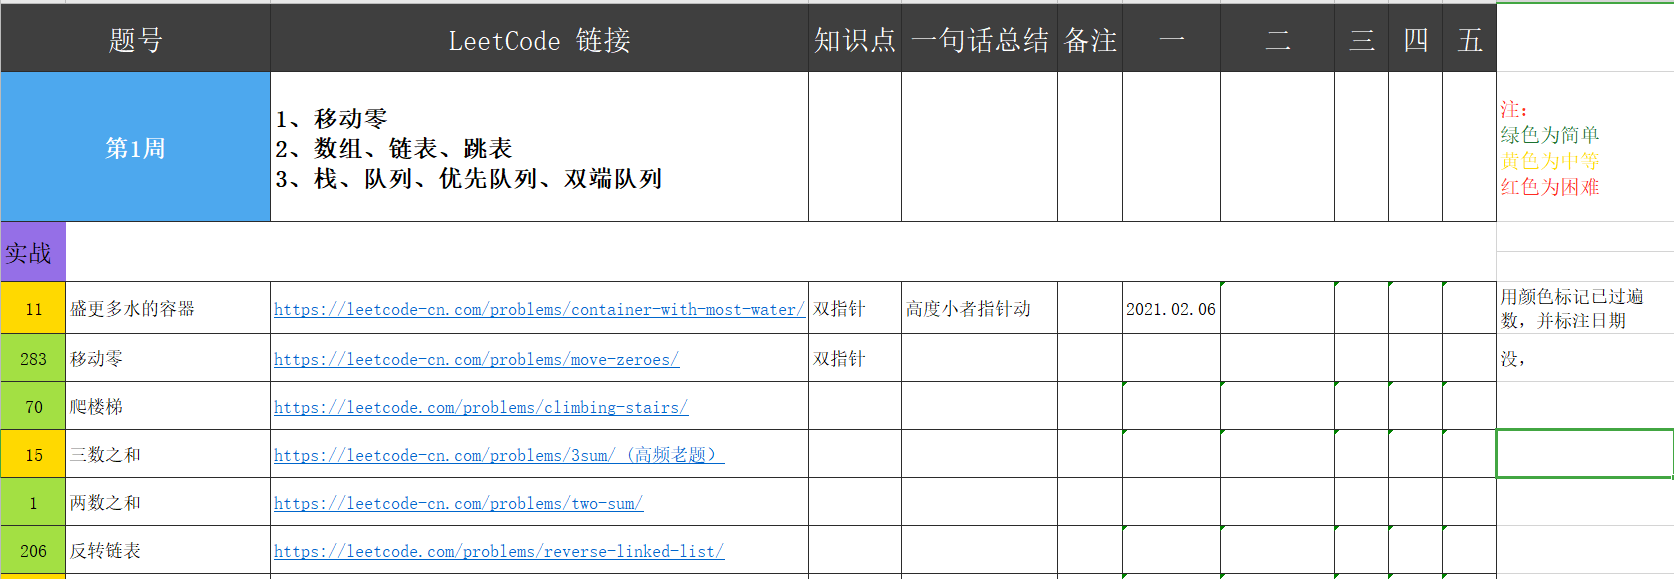 题号 LeetCode 链接 知识点 一句话总结 备注 一 二 三 四 五
第1周
1、移动零
2、数组、链表、跳表
3、栈、队列、优先队列、双端队列
注：
绿色为简单
黄色为中等
红色为困难
实战
11 盛更多水的容器 https://leetcode-cn.com/problems/container-with-most-water/ 双指针 高度小者指针动 2021.02.06
用颜色标记已过遍
数，并标注日期
283 移动零 https://leetcode-cn.com/problems/move-zeroes/ 双指针 没，
70 爬楼梯 https://leetcode.com/problems/climbing-stairs/
15 三数之和 https://leetcode-cn.com/problems/3sum/（高频老题）
1 两数之和 https://leetcode-cn.com/problems/two-sum/
206 反转链表 https://leetcode.com/problems/reverse-linked-list/